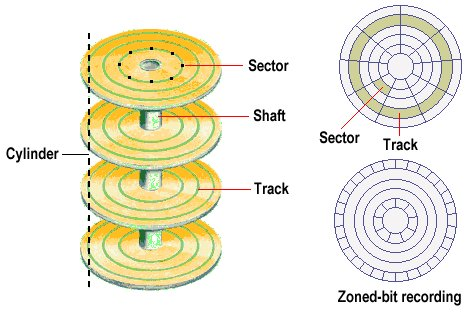 Sector
Shaft
Cylinder
Track
Sector
Track
Zoned-bit recording